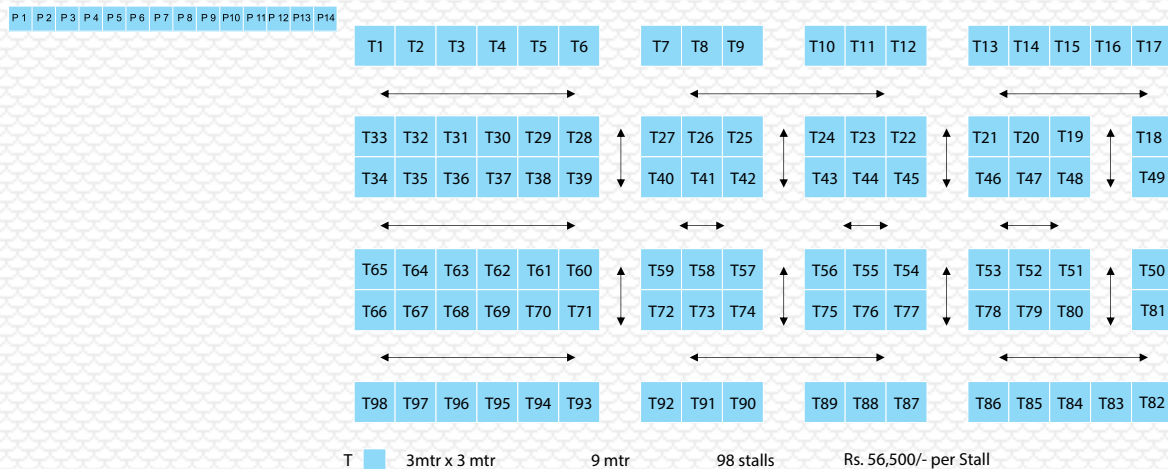 P 1 P 2 P 3 P 4 P 5 P 6 P 7 P 8 P 9 P10 P 11 P 12 P13 P14
T1 T2 T3 T4 T5 T6 T7 T8 T9 T10 T11 T12 T13 T14 T15 T16 T17
T33 T32 T31 T30 T29 T28 T27 T26 T25 T24 T23 T22 T21 T20 T19 T18
T34 T35 T36 T37 T38 T39 T40 T41 T42 T43 T44 T45 T46 T47 T48 T49
T65 T64 T63 T62 T61 T60 T59 T58 T57 T56 T55 T54 T53 T52 T51 T50
T66 T67 T68 T69 T70 T71 T72 T73 T74 T75 T76 T77 T78 T79 T80 T81
T98 T97 T96 T95 T94 T93 T92 T91 T90 T89 T88 T87 T86 T85 T84 T83 T82
T 3mtr x 3 mtr 9 mtr 98 stalls Rs. 56,500/- per Stall